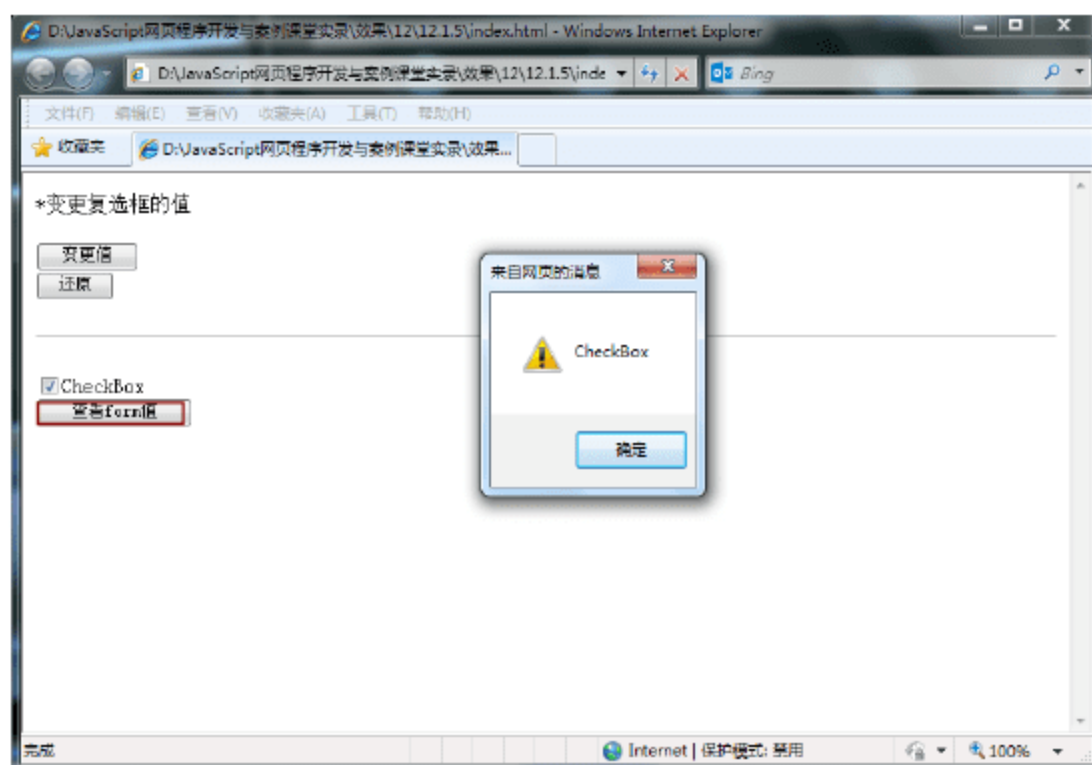 D:\JavaScript网页程序开发与案例课堂实录\效果\12\12.1.5\index.html - Windows Internet Explorer
D:\JavaScript网页程序开发与案例课堂实录\效果\12\12.1.5\inde
Bing
文件(F) 编辑(E) 查看(V) 收藏夹(A) 工具(T) 帮助(H)
收藏夹
D:\JavaScript网页程序开发与案例课堂实录\效果...
*变更复选框的值
变更值
还原
来自网页的消息
CheckBox
确定
CheckBox
查看form值
完成
Internet | 保护模式: 禁用
100%